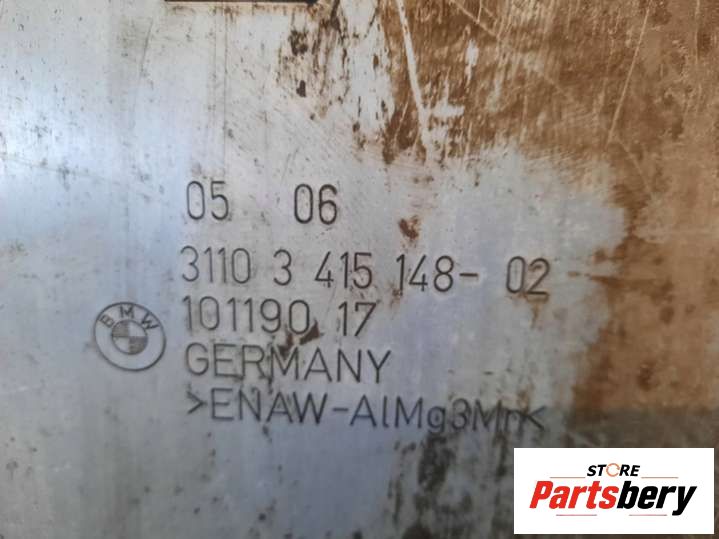 05 06
3110 3 415 148- 02
BMW
101190 17
GERMANY
>ENAW-AlMg3Mn<
STORE
Partsbery